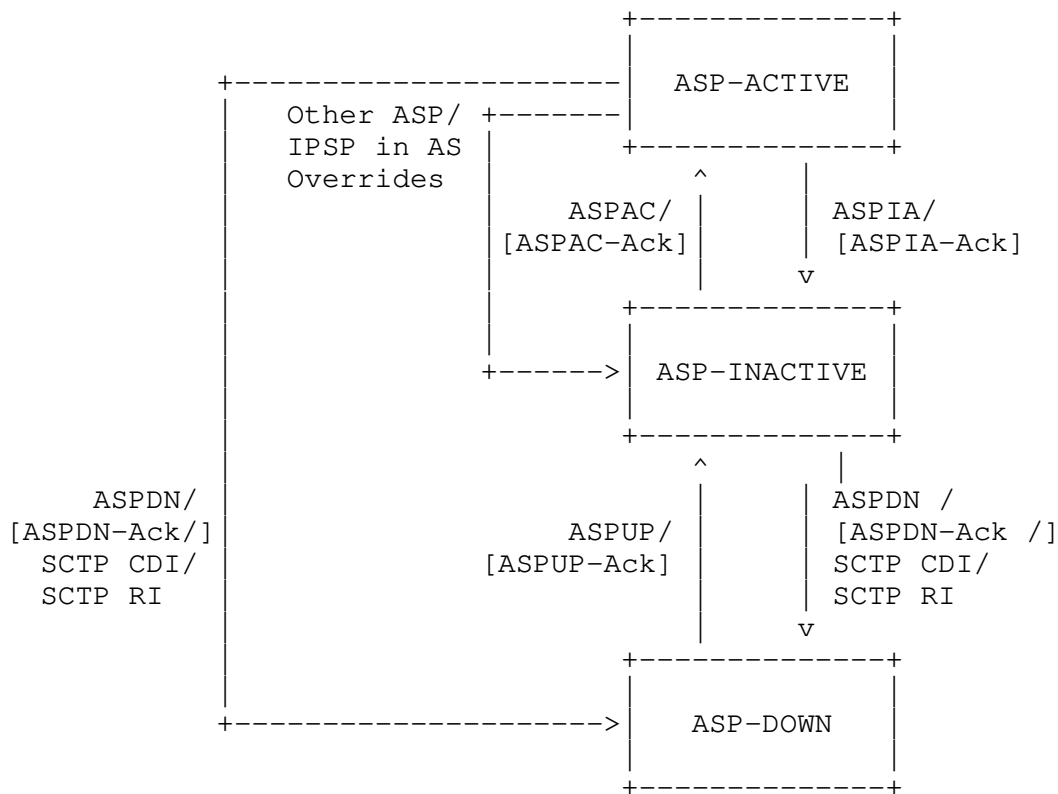 ASP-ACTIVE
Other ASP/
IPSP in AS
Overrides
ASPAC/
[ASPAC-Ack]
ASPIA/
[ASPIA-Ack]
ASP-INACTIVE
ASPDN/
[ASPDN-Ack/]
SCTP CDI/
SCTP RI
ASPUP/
[ASPUP-Ack]
ASPDN /
[ASPDN-Ack /]
SCTP CDI/
SCTP RI
ASP-DOWN